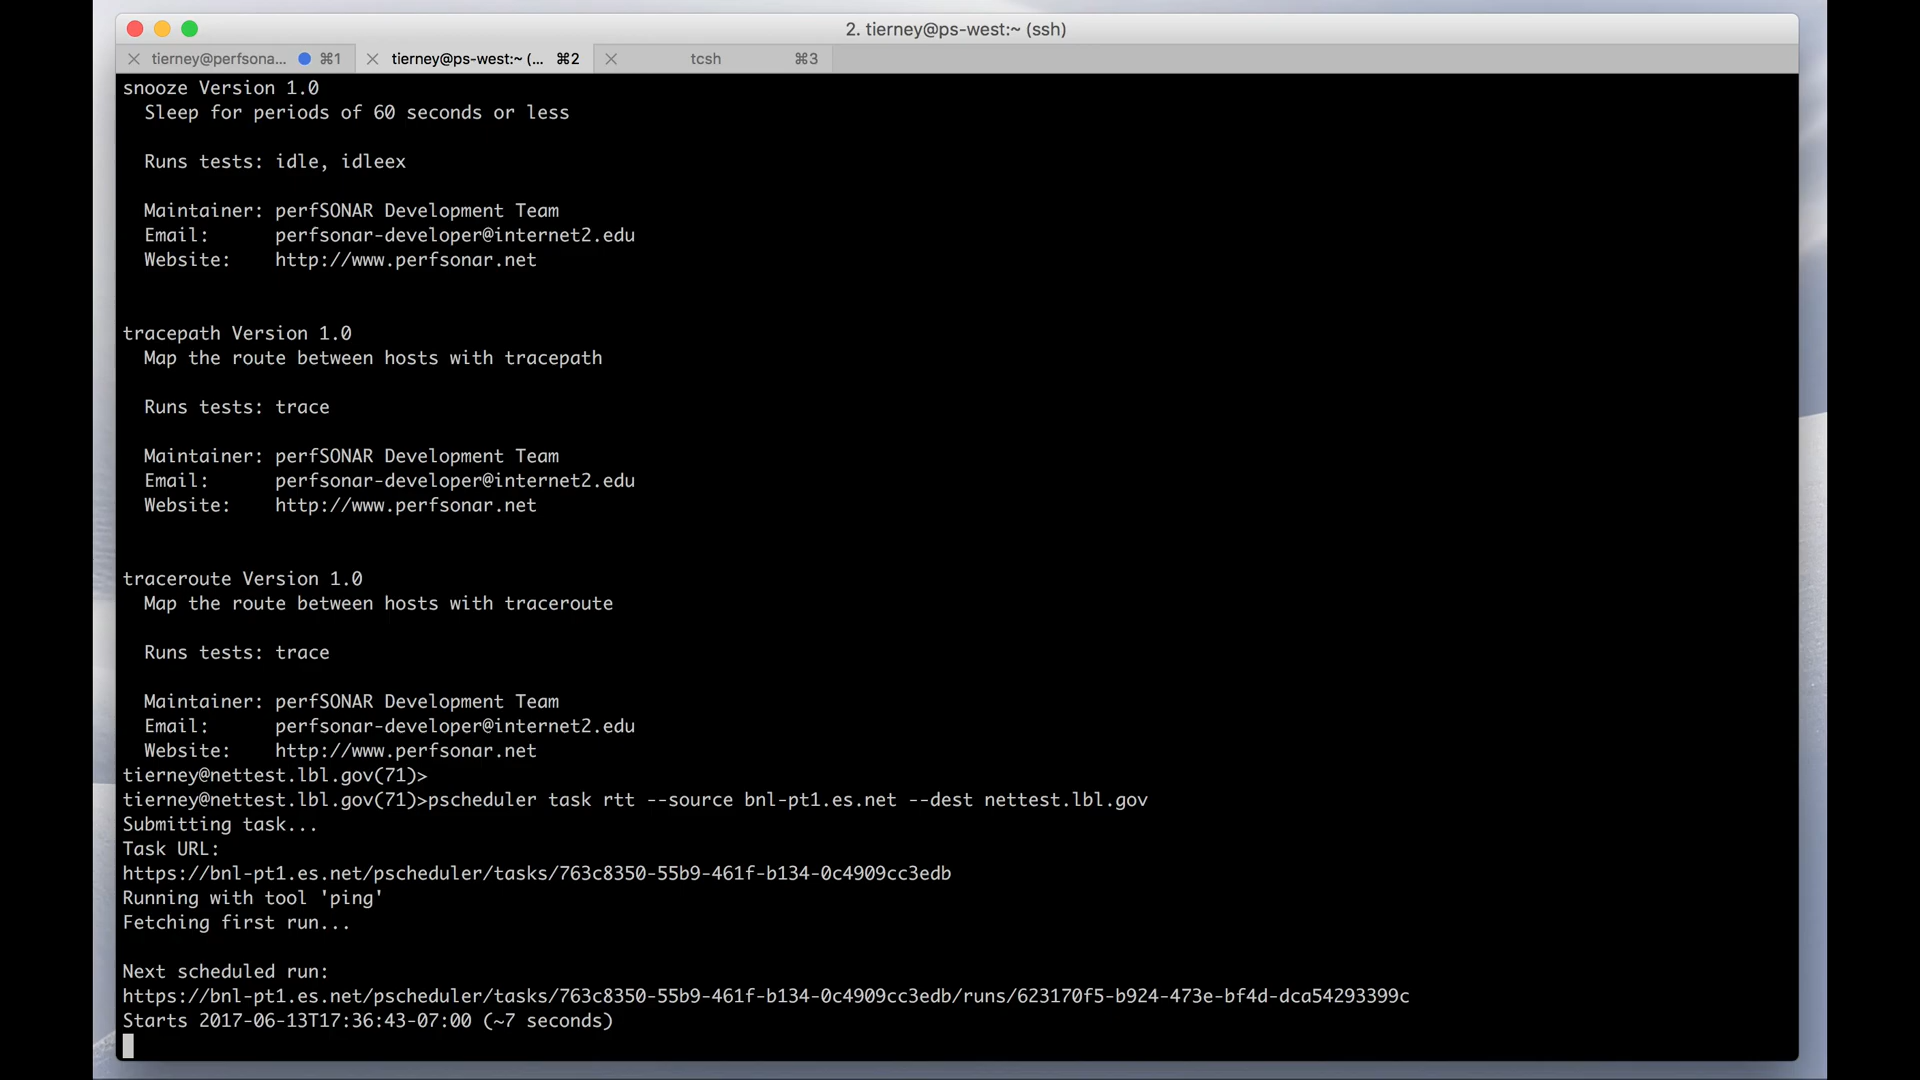 2. tierney@ps-west:~ (ssh)
tierney@perfsona... ⌘1 tierney@ps-west:~ (... ⌘2 tcsh ⌘3
snooze Version 1.0
Sleep for periods of 60 seconds or less
Runs tests: idle, idleex
Maintainer: perfSONAR Development Team
Email: perfsonar-developer@internet2.edu
Website: http://www.perfsonar.net
tracepath Version 1.0
Map the route between hosts with tracepath
Runs tests: trace
Maintainer: perfSONAR Development Team
Email: perfsonar-developer@internet2.edu
Website: http://www.perfsonar.net
traceroute Version 1.0
Map the route between hosts with traceroute
Runs tests: trace
Maintainer: perfSONAR Development Team
Email: perfsonar-developer@internet2.edu
Website: http://www.perfsonar.net
tierney@nettest.lbl.gov(71)>
tierney@nettest.lbl.gov(71)>pscheduler task rtt --source bnl-pt1.es.net --dest nettest.lbl.gov
Submitting task...
Task URL:
https://bnl-pt1.es.net/pscheduler/tasks/763c8350-55b9-461f-b134-0c4909cc3edb
Running with tool 'ping'
Fetching first run...
Next scheduled run:
https://bnl-pt1.es.net/pscheduler/tasks/763c8350-55b9-461f-b134-0c4909cc3edb/runs/623170f5-b924-473e-bf4d-dca54293399c
Starts 2017-06-13T17:36:43-07:00 (~7 seconds)